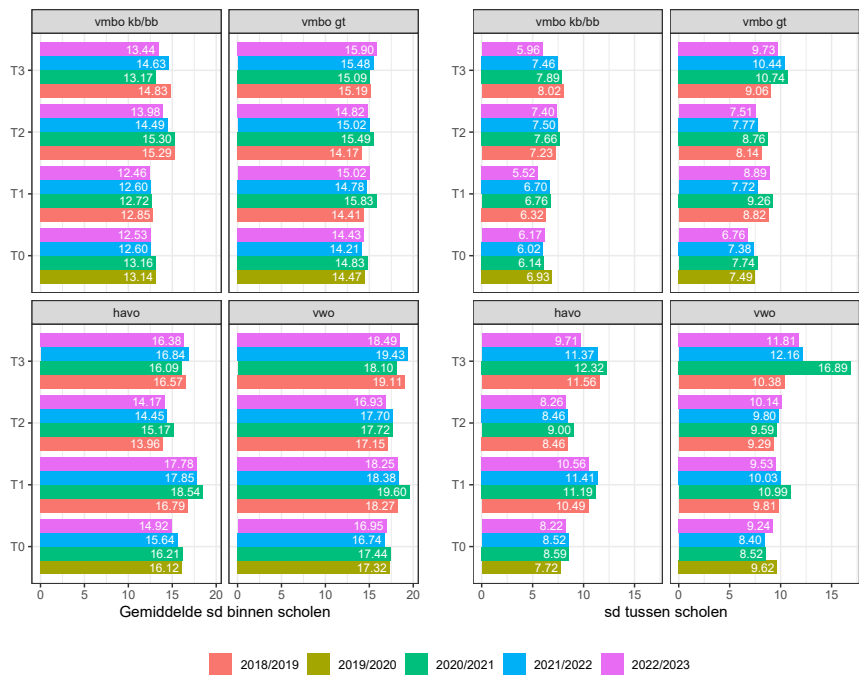 vmbo kb/bb vmbo gt vmbo kb/bb vmbo gt
13.44 15.90 5.96 9.73
14.63 15.48 7.46 10.44
T3 13.17 15.09 T3 7.89 10.74
14.83 15.19 8.02 9.06
13.98 14.82 7.40 7.51
14.49 15.02 7.50 7.77
T2 15.30 15.49 T2 7.66 8.76
15.29 14.17 7.23 8.14
12.46 15.02 5.52 8.89
12.60 14.78 6.70 7.72
T1 12.72 15.83 T1 6.76 9.26
12.85 14.41 6.32 8.82
12.53 14.43 6.17 6.76
12.60 14.21 6.02 7.38
T0 13.16 14.83 T0 6.14 7.74
13.14 14.47 6.93 7.49
havo vwo havo vwo
16.38 18.49 9.71 11.81
16.84 19.43 11.37 12.16
T3 16.09 18.10 T3 12.32 16.89
16.57 19.11 11.56 10.38
14.17 16.93 8.26 10.14
14.45 17.70 8.46 9.80
T2 15.17 17.72 T2 9.00 9.59
13.96 17.15 8.46 9.29
17.78 18.25 10.56 9.53
17.85 18.38 11.41 10.03
T1 18.54 19.60 T1 11.19 10.99
16.79 18.27 10.49 9.81
14.92 16.95 8.22 9.24
15.64 16.74 8.52 8.40
T0 16.21 17.44 T0 8.59 8.52
16.12 17.32 7.72 9.62
0 5 10 15 20 0 5 10 15 20 0 5 10 15 0 5 10 15
Gemiddelde sd binnen scholen sd tussen scholen
2018/2019 2019/2020 2020/2021 2021/2022 2022/2023